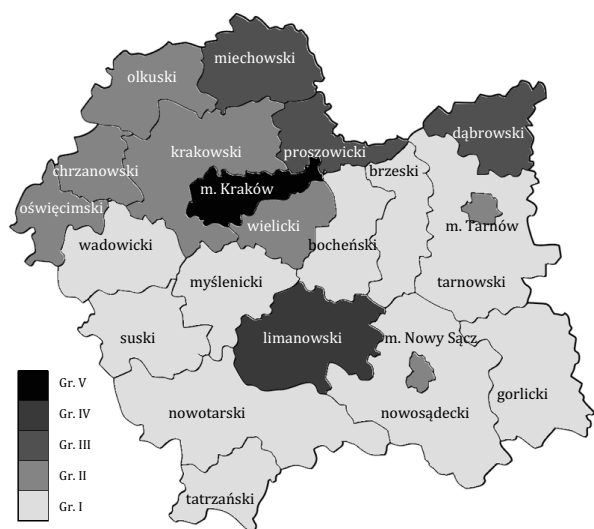 miechowski
olkuski
dąbrowski
krakowski
proszowicki
chrzanowski
brzeski
m. Kraków
oświęcimski
wielicki
m. Tarnów
wadowicki
bocheński
myślenicki
tarnowski
suski
limanowski
m. Nowy Sącz
Gr. V
Gr. IV
nowotarski
nowosądecki
gorlicki
Gr. III
Gr. II
tatrzański
Gr. I